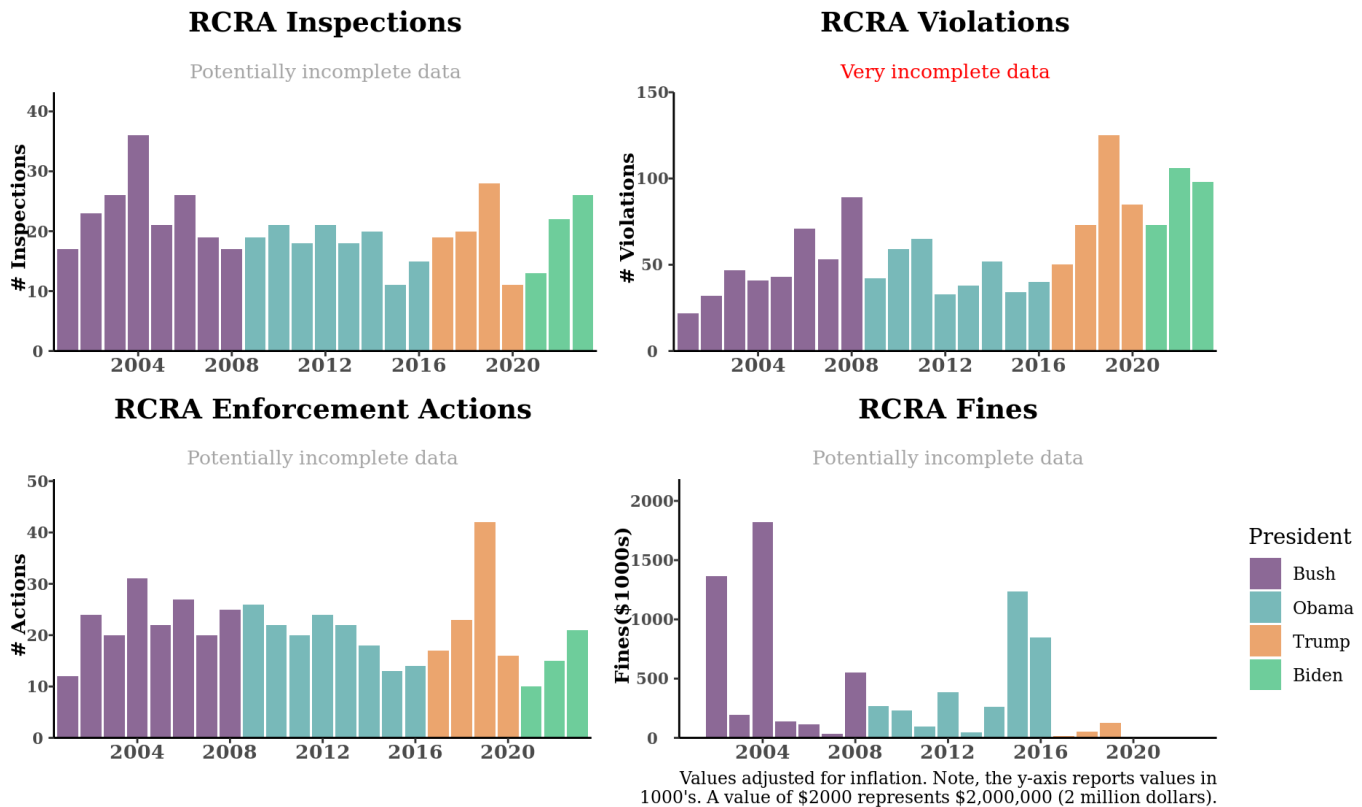 RCRA Inspections
Potentially incomplete data
# Inspections
40
30
20
10
0
2004 2008 2012 2016 2020
RCRA Violations
Very incomplete data
# Violations
150
100
50
0
2004 2008 2012 2016 2020
RCRA Enforcement Actions
Potentially incomplete data
# Actions
50
40
30
20
10
0
2004 2008 2012 2016 2020
RCRA Fines
Potentially incomplete data
Fines($1000s)
2000
1500
1000
500
0
2004 2008 2012 2016 2020
Values adjusted for inflation. Note, the y-axis reports values in
1000's. A value of $2000 represents $2,000,000 (2 million dollars).
President
Bush
Obama
Trump
Biden